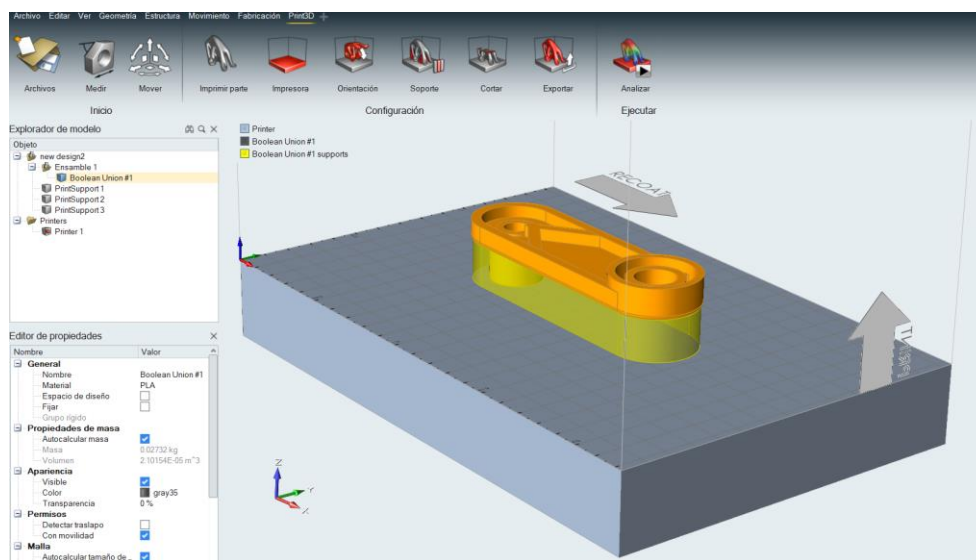 Archivo Editar Ver Geometría Estructura Movimiento Fabricación Print3D
Archivos Medir Mover Imprimir parte Impresora Orientación Soporte Cortar Exportar Analizar
Inicio Configuración Ejecutar
Explorador de modelo
Objeto
new design2
Ensamble 1
Boolean Union #1
PrintSupport 1
PrintSupport 2
PrintSupport 3
Printers
Printer 1
Printer
Boolean Union #1
Boolean Union #1 supports
RECOAT
Z
Y
X
Editor de propiedades
Nombre Valor
General
Nombre Boolean Union #1
Material PLA
Espacio de diseño
Fijar
Grupo rígido
Propiedades de masa
Autocalcular masa
Masa 0.02732 kg
Volumen 2.10154E-05 m^3
Apariencia
Visible
Color gray35
Transparencia 0 %
Permisos
Detectar traslapo
Con movilidad
Malla
Autocalcular tamaño de ...